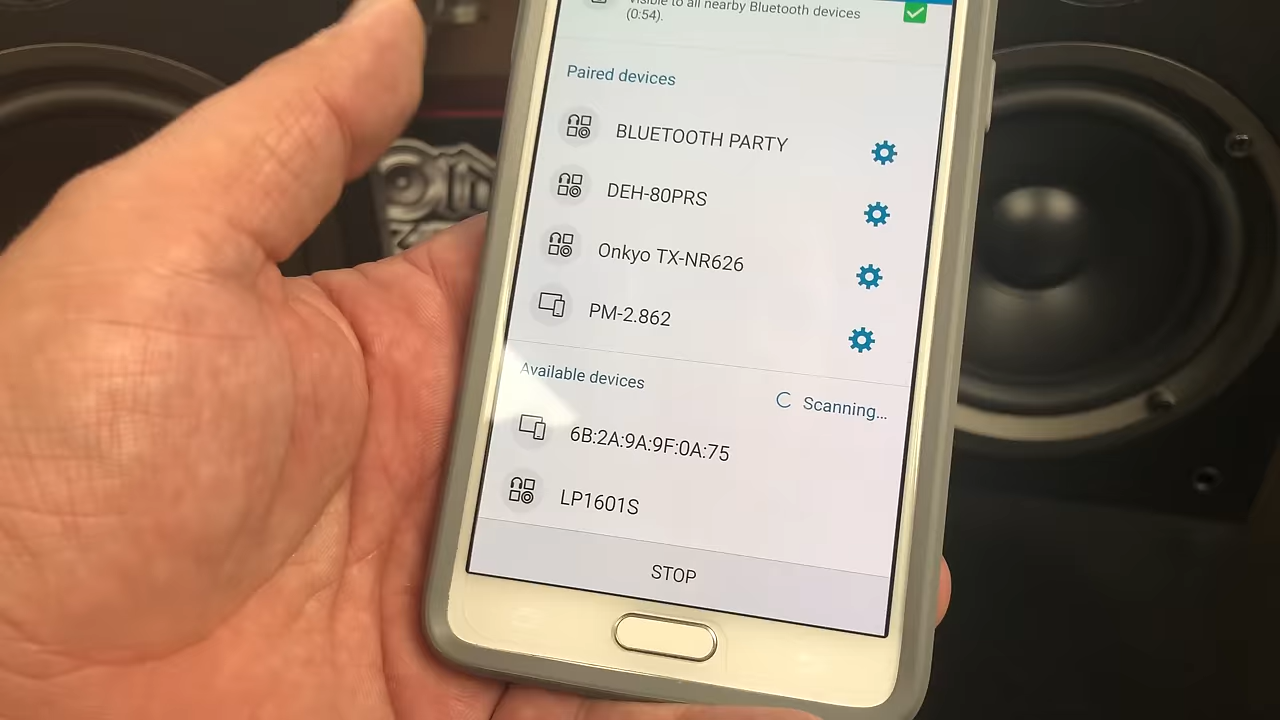 Visible to all nearby Bluetooth devices
(0:54).
Paired devices
BLUETOOTH PARTY
DEH-80PRS
Onkyo TX-NR626
PM-2.862
Available devices
Scanning...
6B:2A:9A:9F:0A:75
LP1601S
STOP